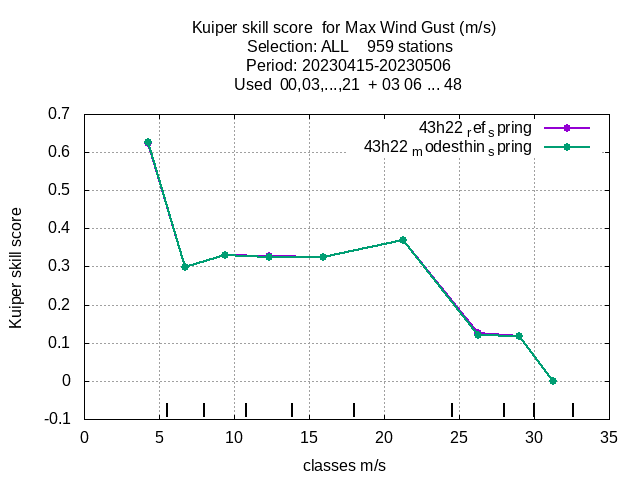 Kuiper skill score  for Max Wind Gust (m/s)
Selection: ALL    959 stations
Period: 20230415-20230506
Used  00,03,...,21  + 03 06 ... 48
43h22 ref spring
43h22 modesthin spring
Kuiper skill score
0.7
0.6
0.5
0.4
0.3
0.2
0.1
0
-0.1
0 5 10 15 20 25 30 35
classes m/s